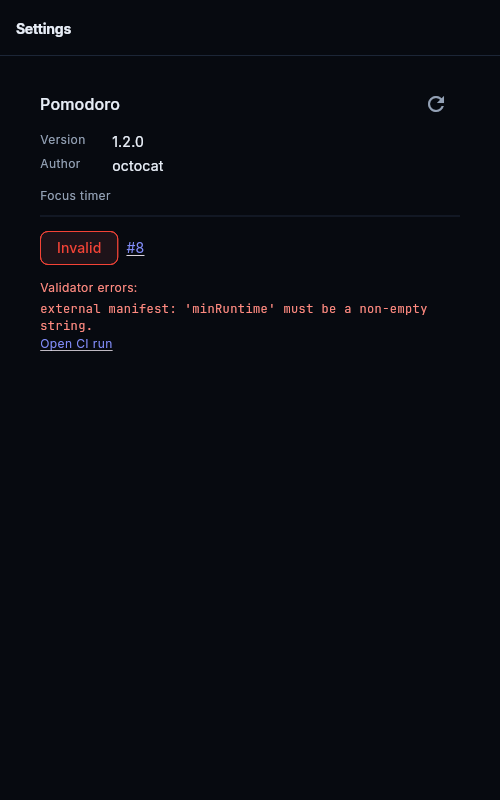 Settings
Pomodoro
Version 1.2.0
Author octocat
Focus timer
Invalid #8
Validator errors:
external manifest: 'minRuntime' must be a non-empty
string.
Open CI run